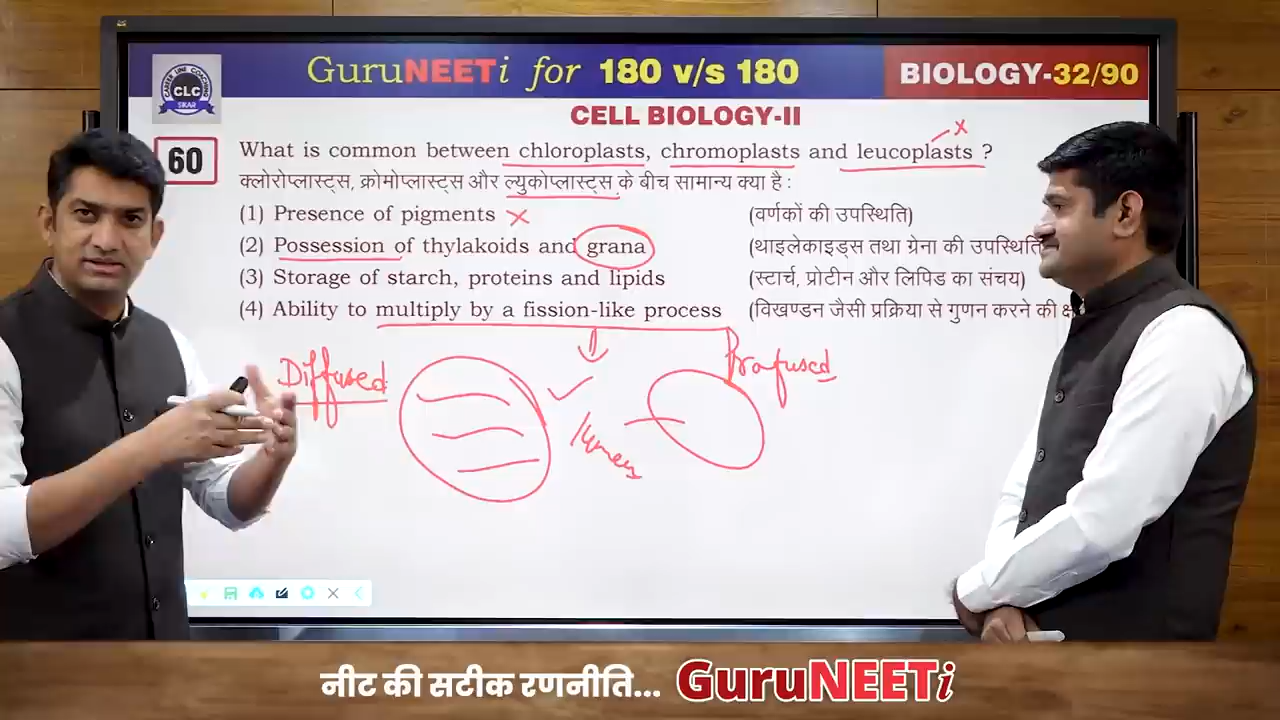 GuruNEETi for 180 v/s 180
BIOLOGY-32/90
CLC
SIKAR
CELL BIOLOGY-II
60
What is common between chloroplasts, chromoplasts and leucoplasts ?
क्लोरोप्लास्ट्स, क्रोमोप्लास्ट्स और ल्युकोप्लास्ट्स के बीच सामान्य क्या है :
(1) Presence of pigments (वर्णकों की उपस्थिति)
(2) Possession of thylakoids and grana (थाइलेकाइड्स तथा ग्रेना की उपस्थिति
(3) Storage of starch, proteins and lipids (स्टार्च, प्रोटीन और लिपिड का संचय)
(4) Ability to multiply by a fission-like process (विखण्डन जैसी प्रक्रिया से गुणन करने की
Diffused
नीट की सटीक रणनीति... GuruNEETi